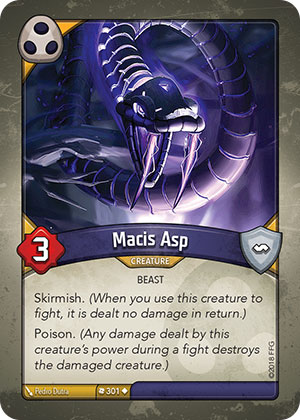 Macis Asp
CREATURE
3
BEAST
Skirmish. (When you use this creature to
fight, it is dealt no damage in return.)
Poison. (Any damage dealt by this
creature's power during a fight destroys
the damaged creature.)
©2018 FFG
Pedro Dutra
301